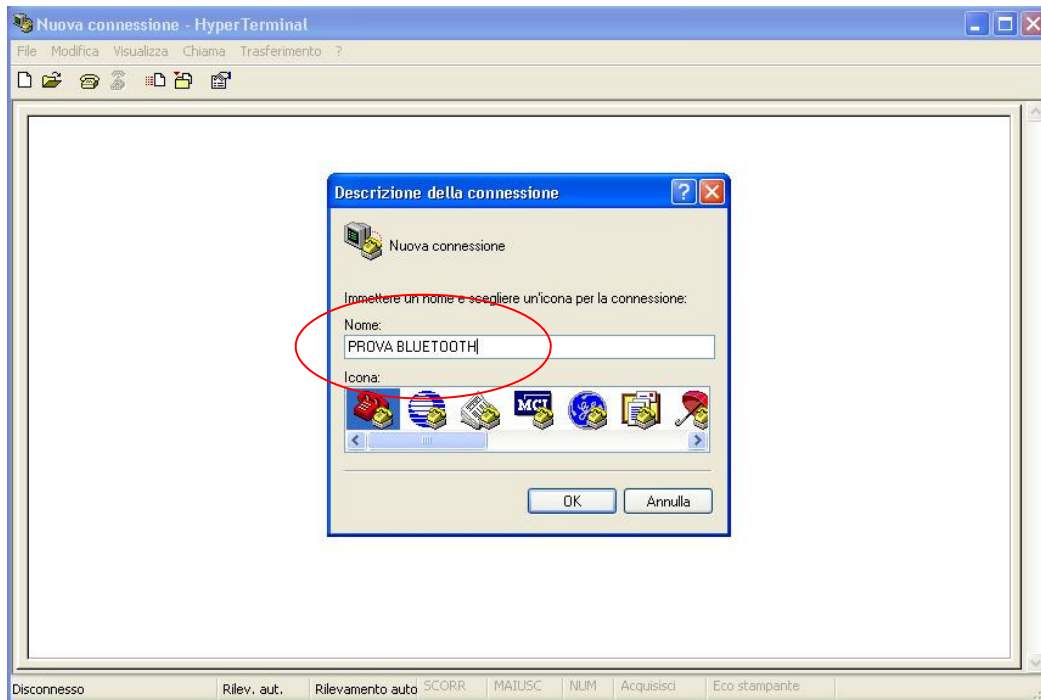 Nuova connessione - HyperTerminal
File Modifica Visualizza Chiama Trasferimento ?
Descrizione della connessione
Nuova connessione
Immettere un nome e scegliere un'icona per la connessione:
Nome:
PROVA BLUETOOTH
Icona:
MCI
OK Annulla
Disconnesso Rilev. aut. Rilevamento auto SCORR MAIUSC NUM Acquisisci Eco stampante